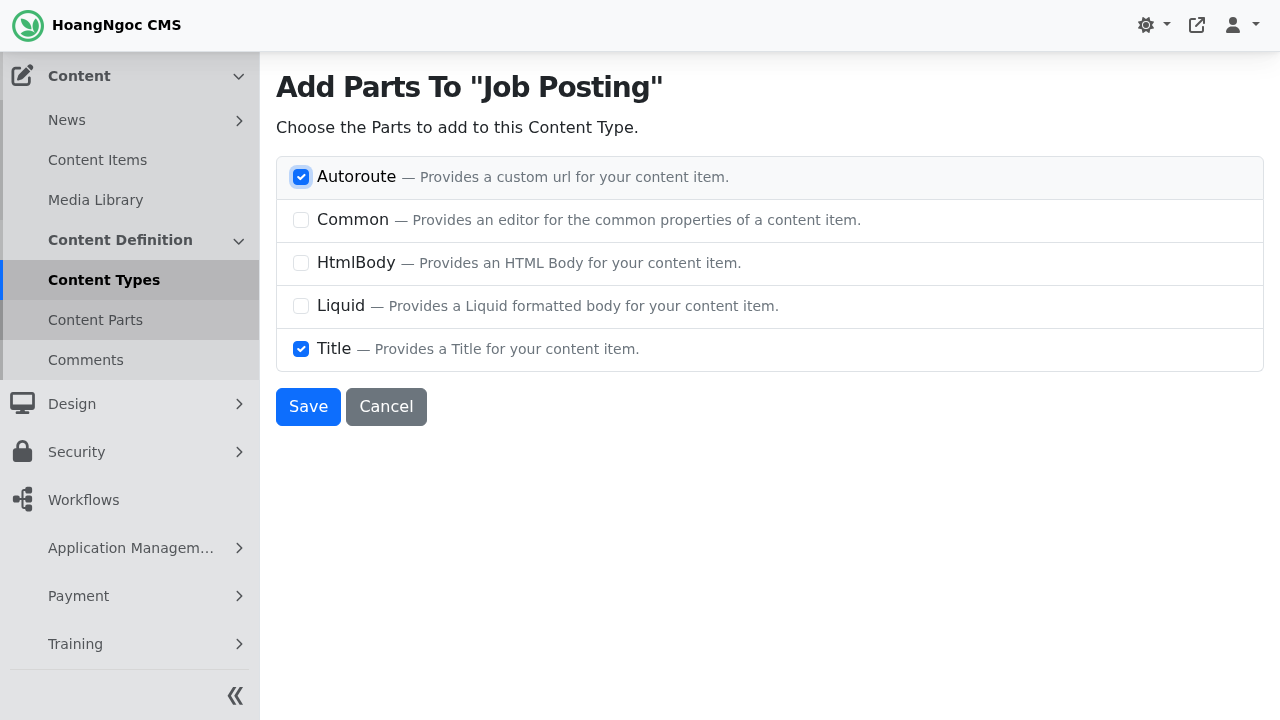 HoangNgoc CMS
Content
News
Content Items
Media Library
Content Definition
Content Types
Content Parts
Comments
Design
Security
Workflows
Application Managem...
Payment
Training
Add Parts To "Job Posting"
Choose the Parts to add to this Content Type.
Autoroute — Provides a custom url for your content item.
Common — Provides an editor for the common properties of a content item.
HtmlBody — Provides an HTML Body for your content item.
Liquid — Provides a Liquid formatted body for your content item.
Title — Provides a Title for your content item.
Save Cancel